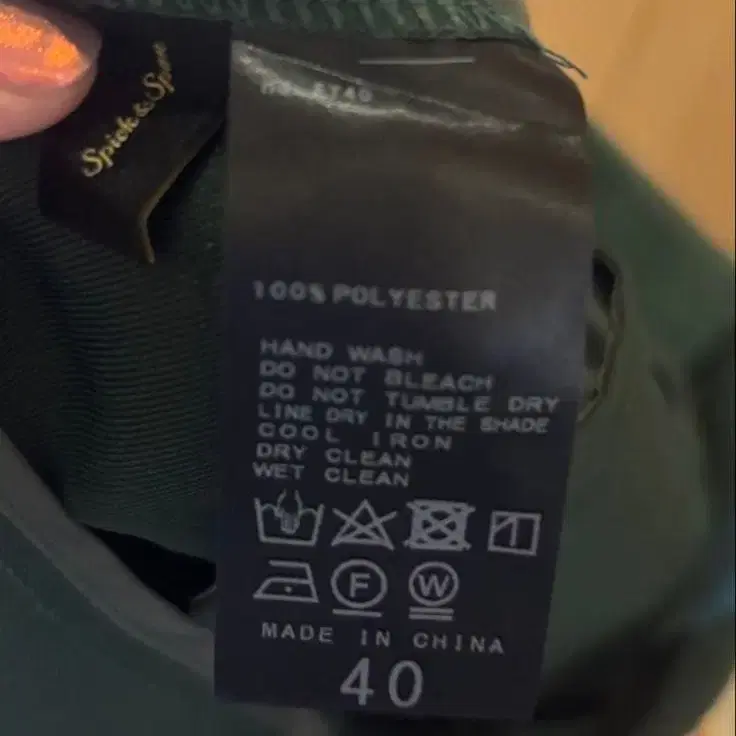 Spick & Span
100% POLYESTER
HAND WASH
DO NOT BLEACH
DO NOT TUMBLE DRY
LINE DRY IN THE SHADE
COOL IRON
DRY CLEAN
WET CLEAN
F W
MADE IN CHINA
40